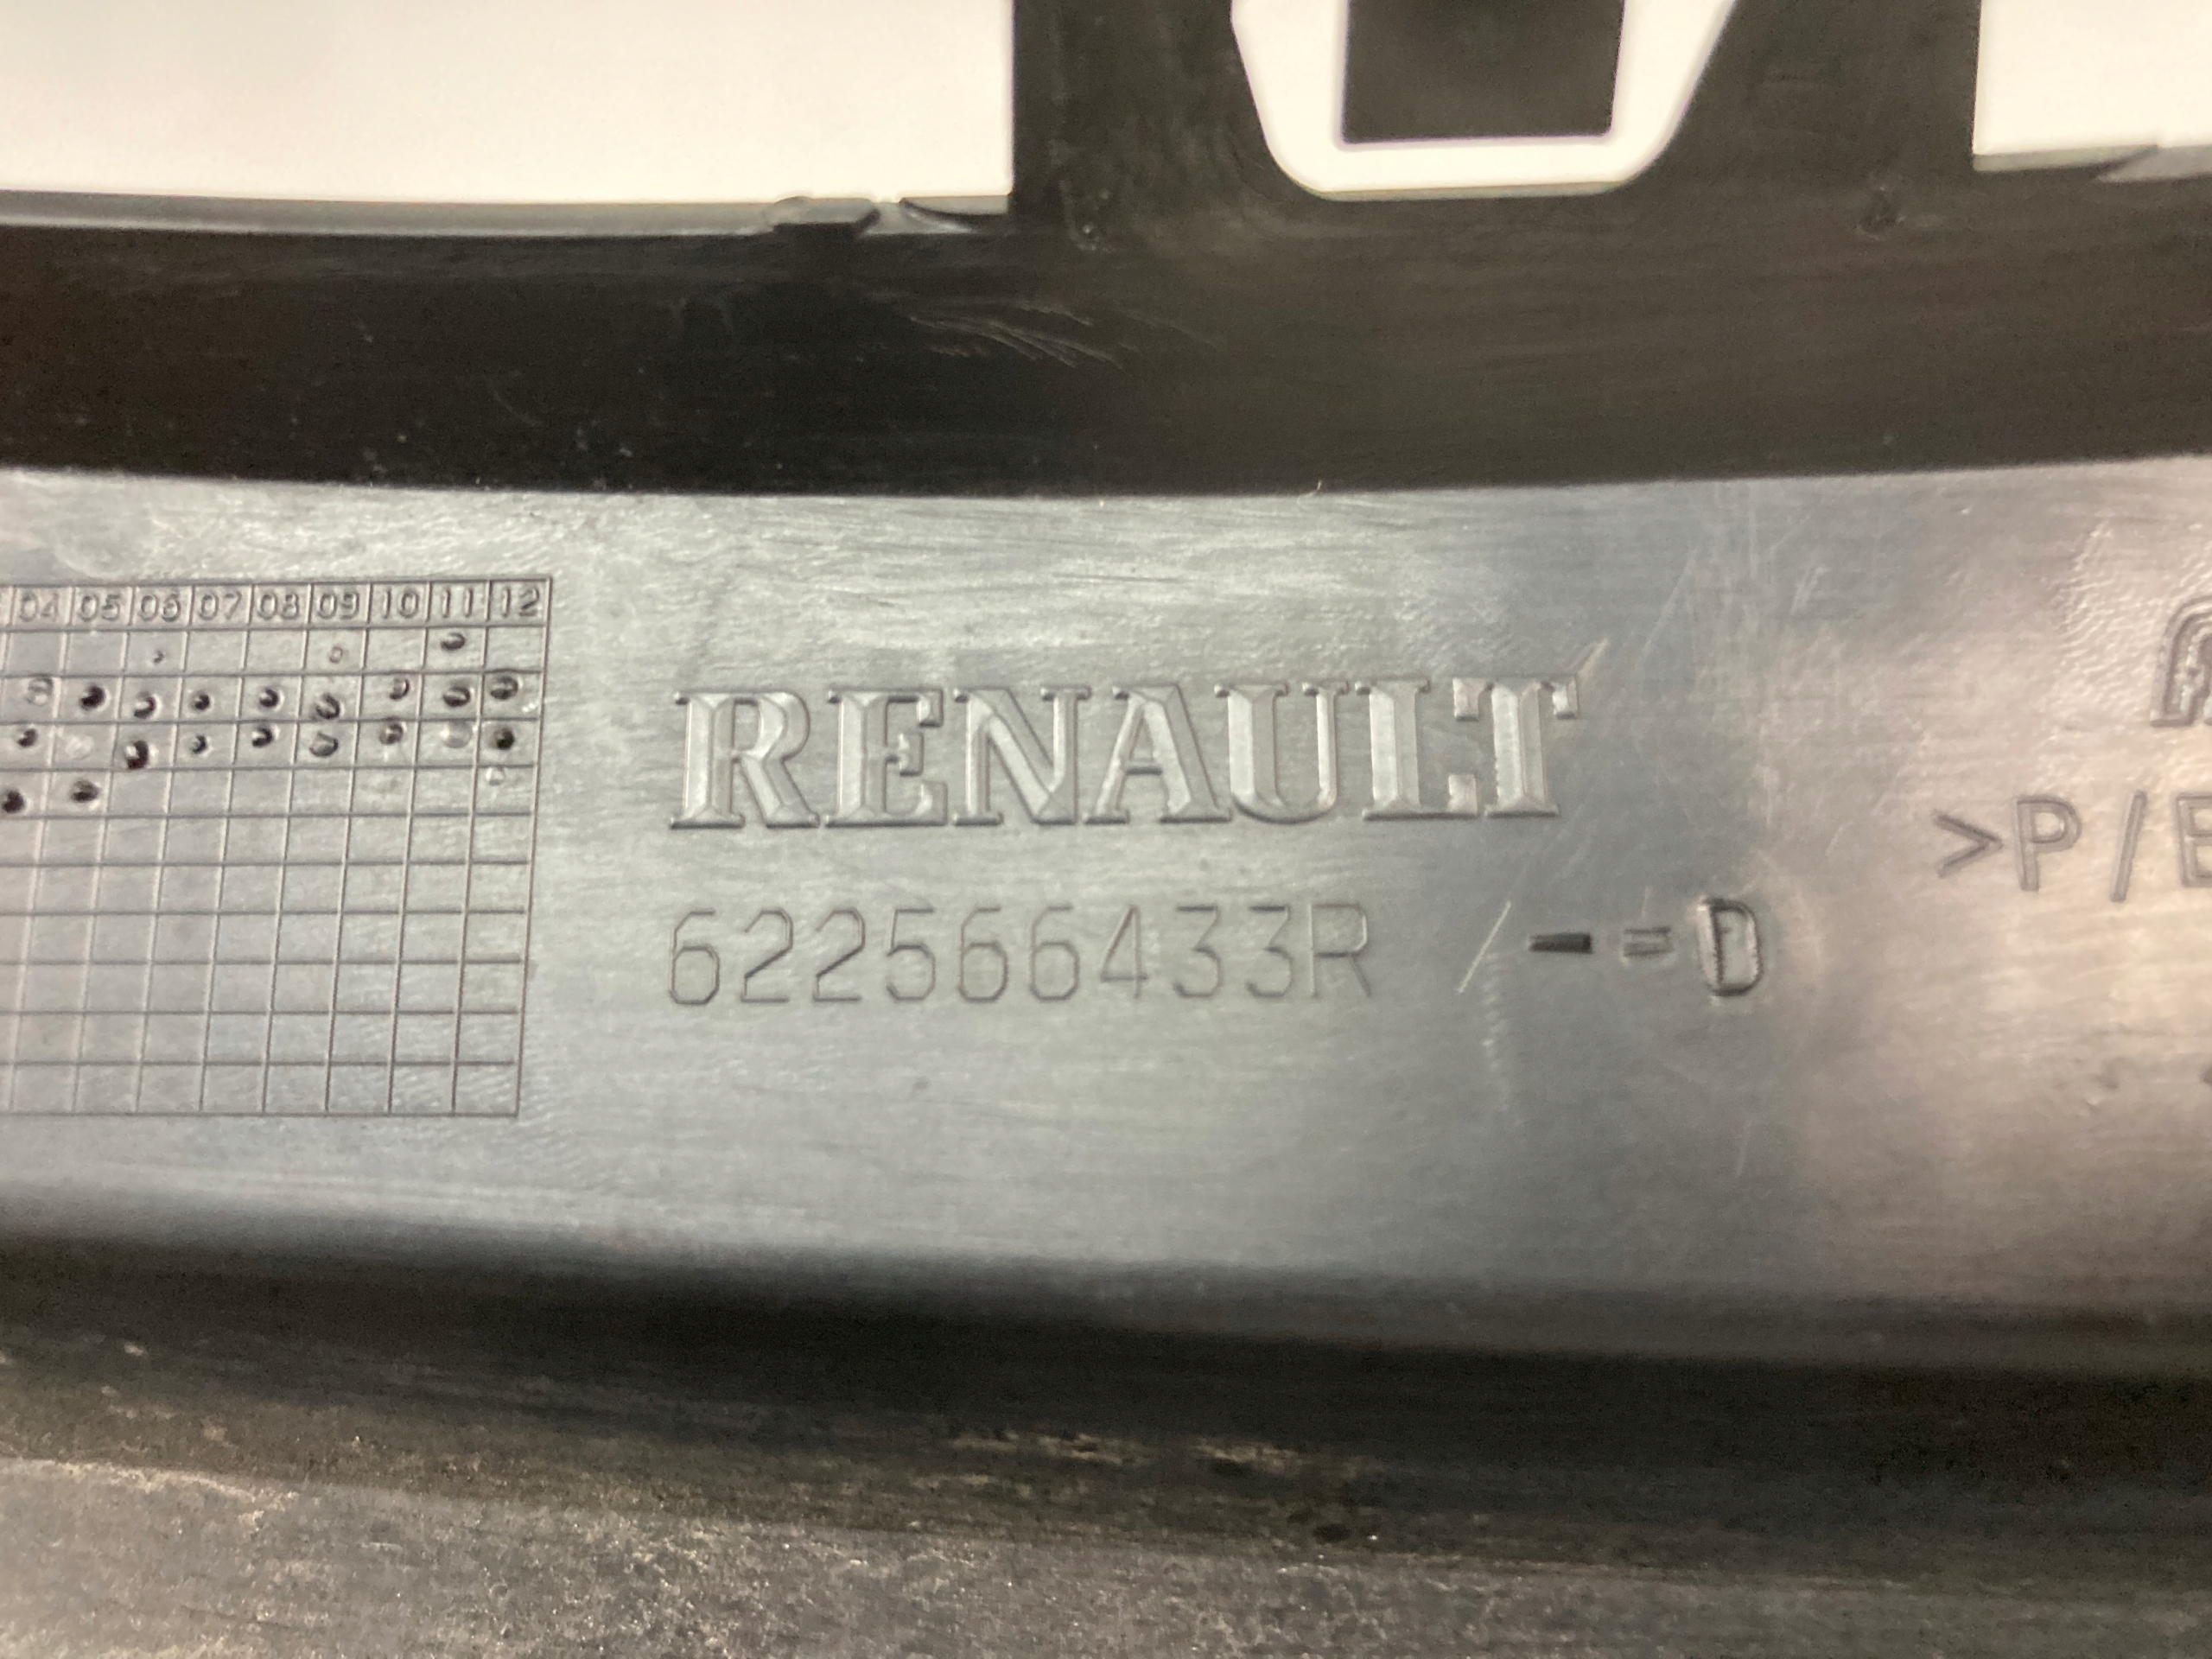 04 05 06 07 08 09 10 11 12
RENAULT
622566433R - = D
>P/E